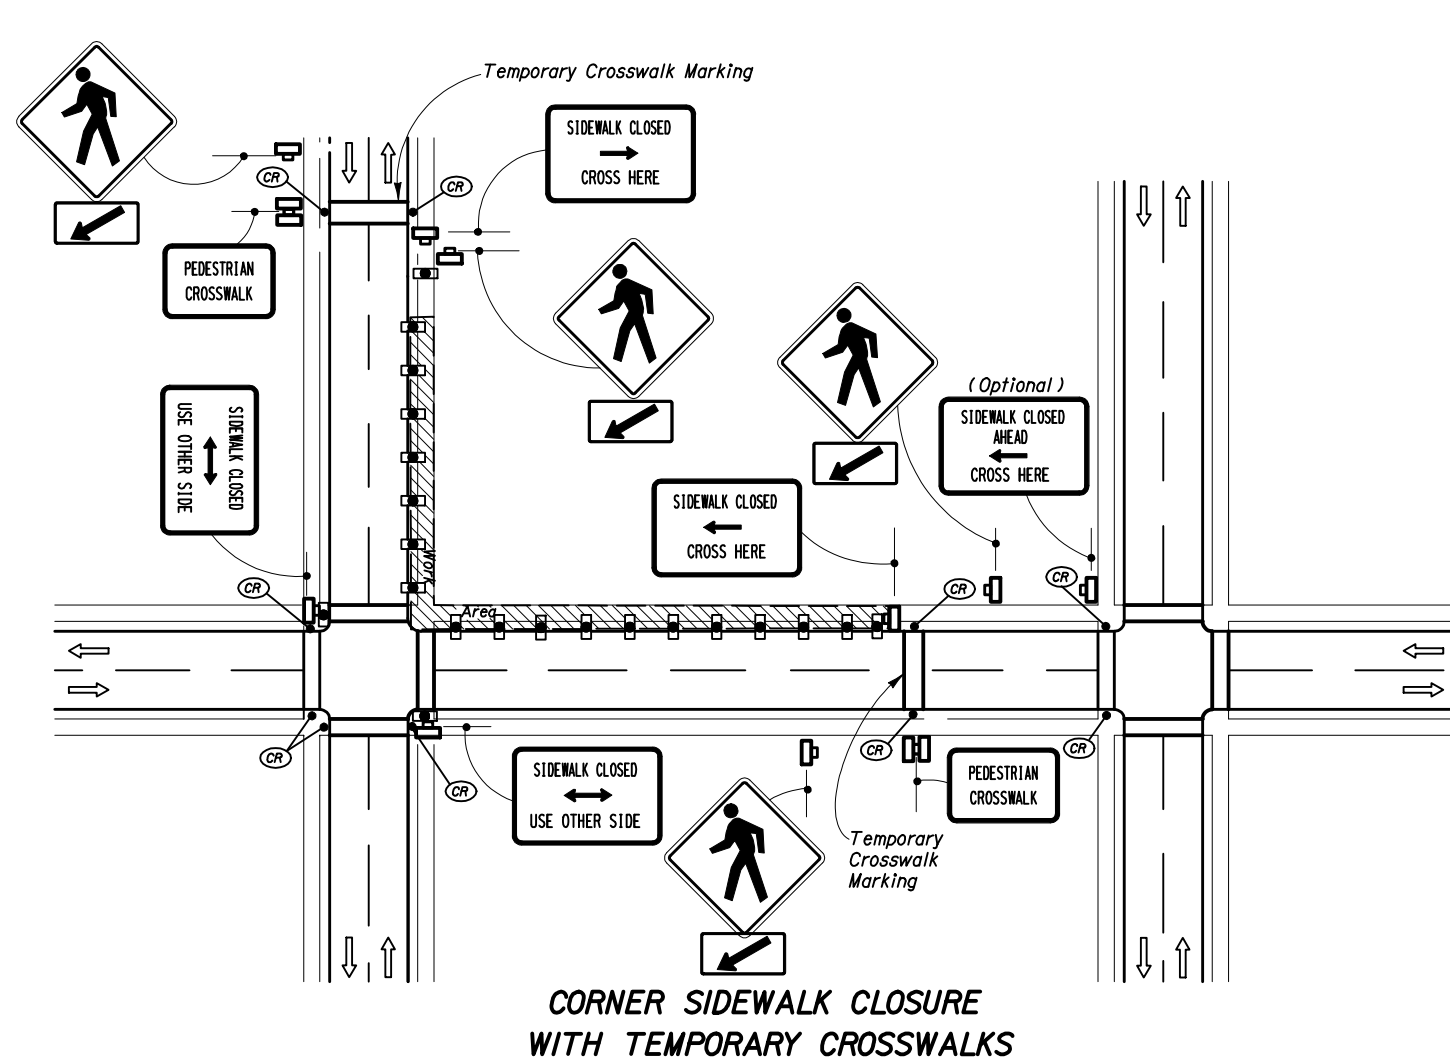 Temporary Crosswalk Marking
SIDEWALK CLOSED
CROSS HERE
CR
CR
PEDESTRIAN
CROSSWALK
(Optional)
SIDEWALK CLOSED
AHEAD
CROSS HERE
SIDEWALK CLOSED
USE OTHER SIDE
SIDEWALK CLOSED
CROSS HERE
Work
Area
CR
CR
CR
CR
CR
CR
CR
SIDEWALK CLOSED
USE OTHER SIDE
PEDESTRIAN
CROSSWALK
Temporary
Crosswalk
Marking
CORNER SIDEWALK CLOSURE
WITH TEMPORARY CROSSWALKS